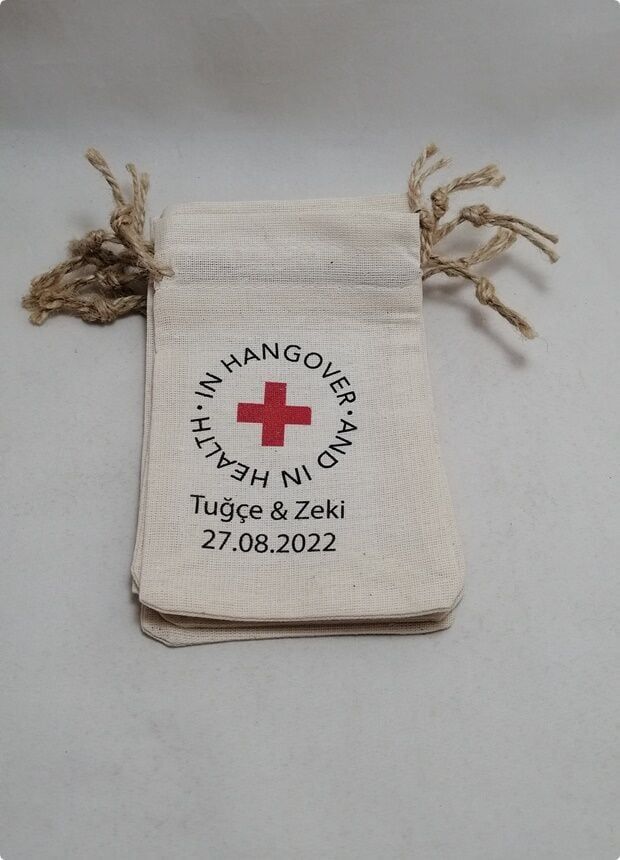 IN HANGOVER • AND IN HEALTH •
Tuğçe & Zeki
27.08.2022